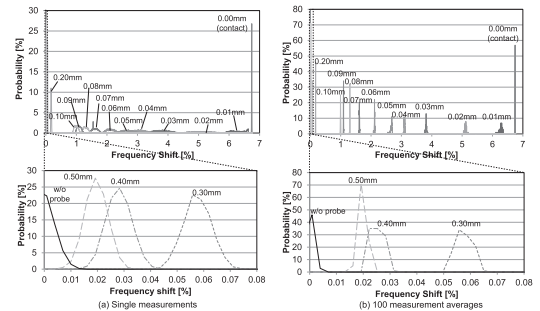 Probability [%]
30
25
20
15
10
5
0
0.00mm
(contact)
0.20mm
0.08mm
0.09mm
0.07mm
0.10mm
0.06mm
0.05mm
0.04mm
0.03mm
0.02mm
0.01mm
0 1 2 3 4 5 6 7
Frequency Shift [%]
Probability [%]
30
25
20
15
10
5
0
w/o
probe
0.50mm
0.40mm
0.30mm
0 0.01 0.02 0.03 0.04 0.05 0.06 0.07 0.08
Frequency shift [%]
(a) Single measurements
Probability [%]
80
70
60
50
40
30
20
10
0
0.00mm
(contact)
0.20mm
0.09mm
0.08mm
0.10mm
0.07mm
0.06mm
0.05mm
0.04mm
0.03mm
0.02mm
0.01mm
0 1 2 3 4 5 6 7
Frequency Shift [%]
Probability [%]
80
70
60
50
40
30
20
10
0
w/o probe
0.50mm
0.40mm
0.30mm
0 0.01 0.02 0.03 0.04 0.05 0.06 0.07 0.08
Frequency Shift [%]
(b) 100 measurement averages